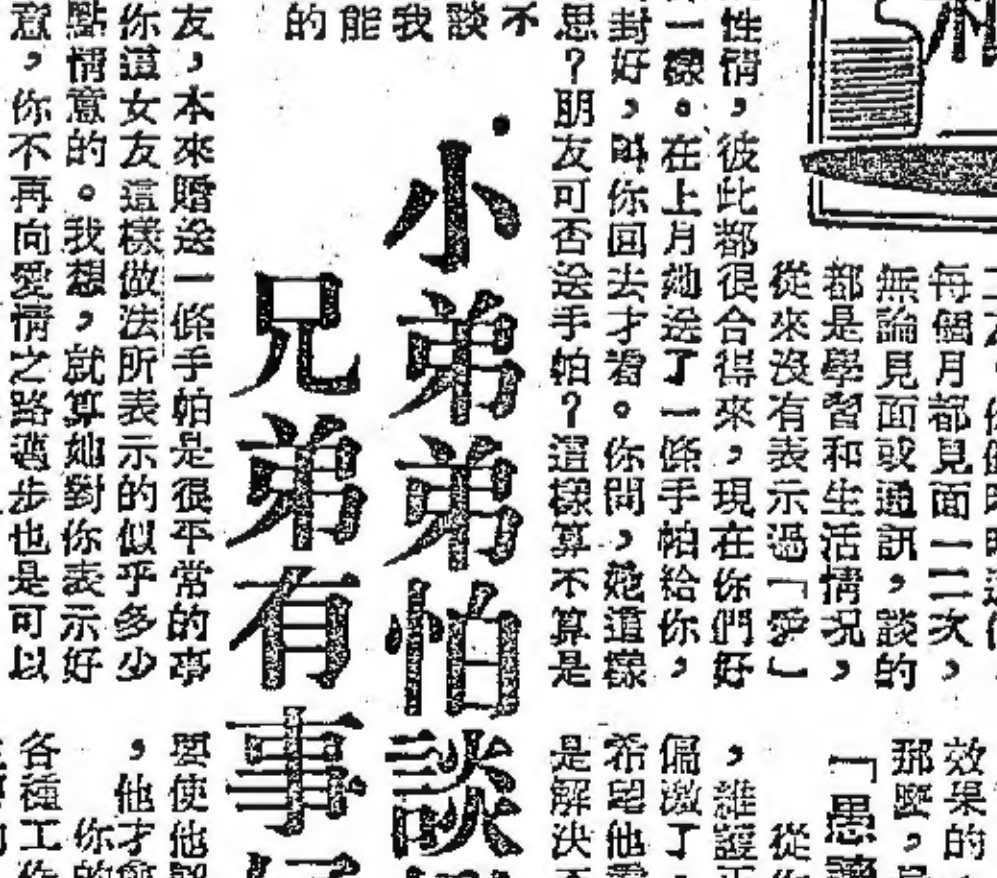 每個月都見面一二次，
無論見面或通訊，談的
都是學習和生活情況，
從來沒有表示過「愛」
性情，彼此都很合得來，現在你們好
一樣。在上月她送了一條手帕給你，
封好，叫你回去才看。你問，她這樣
思？朋友可否送手帕？這樣算不算是
不
談
我
能
的
小弟弟怕談
兄弟有事
友，本來贈送一條手帕是很平常的事
你這女友這樣做法所表示的似乎多少
點情意的。我想，就算她對你表示好
意，你不再向愛情之路邁步也是可以
效果的
那麼，
「愚
從
，維護
偏激了
希望他
是解決
要使他
，他才會
你的
各種工作